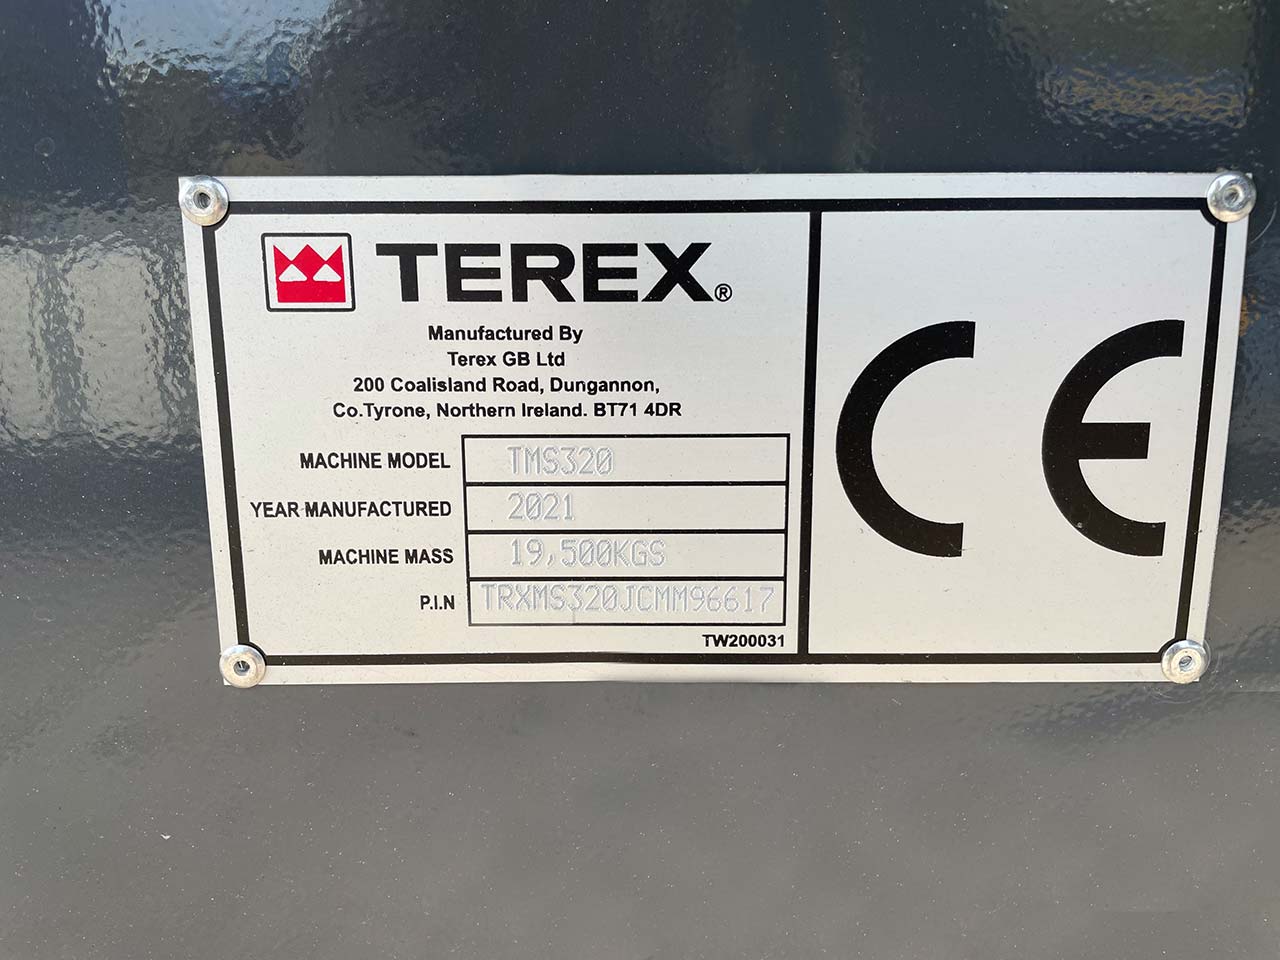 TEREX®
Manufactured By
Terex GB Ltd
200 Coalisland Road, Dungannon,
Co.Tyrone, Northern Ireland. BT71 4DR
MACHINE MODEL TMS320
YEAR MANUFACTURED 2021
MACHINE MASS 19,500KGS
P.I.N TRXMS320JCMM96617
TW200031
CE